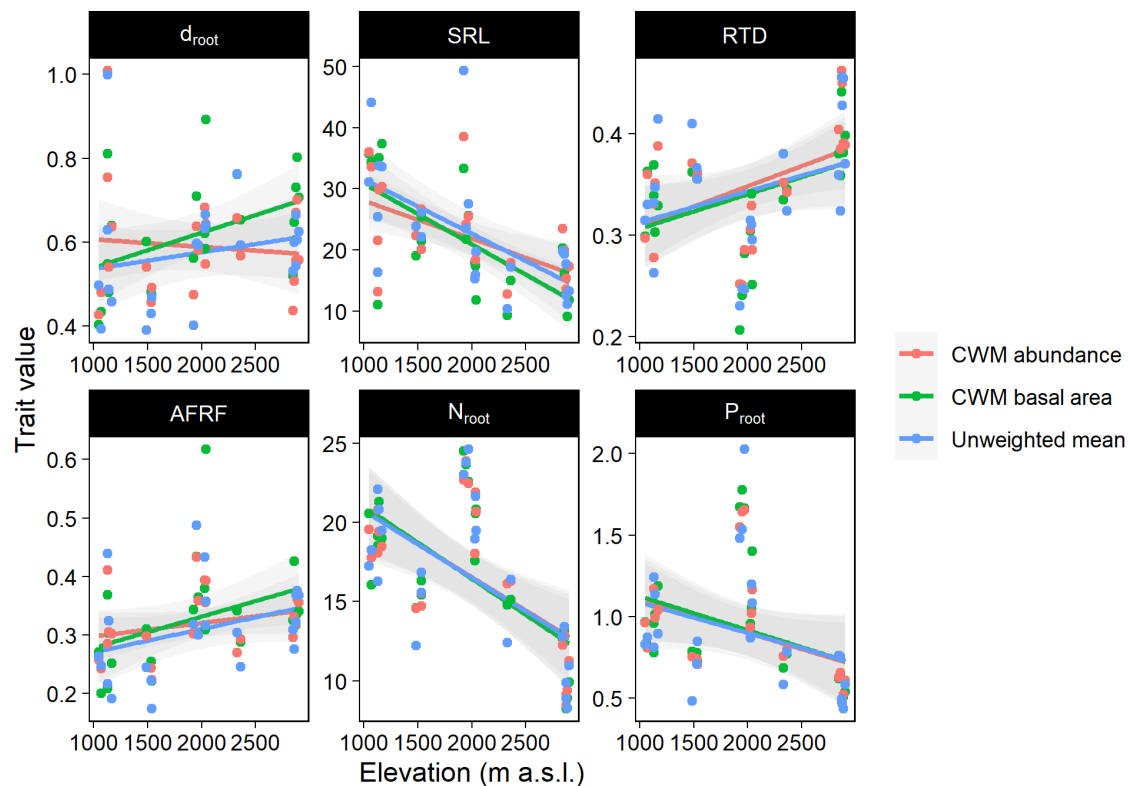 d_root SRL RTD
1.0
0.8
0.6
0.4
50
40
30
20
10
0.4
0.3
0.2
1000 1500 2000 2500
1000 1500 2000 2500
1000 1500 2000 2500
Trait value
AFRF N_root P_root
0.6
0.5
0.4
0.3
0.2
25
20
15
10
2.0
1.5
1.0
0.5
1000 1500 2000 2500
1000 1500 2000 2500
1000 1500 2000 2500
Elevation (m a.s.l.)
CWM abundance
CWM basal area
Unweighted mean